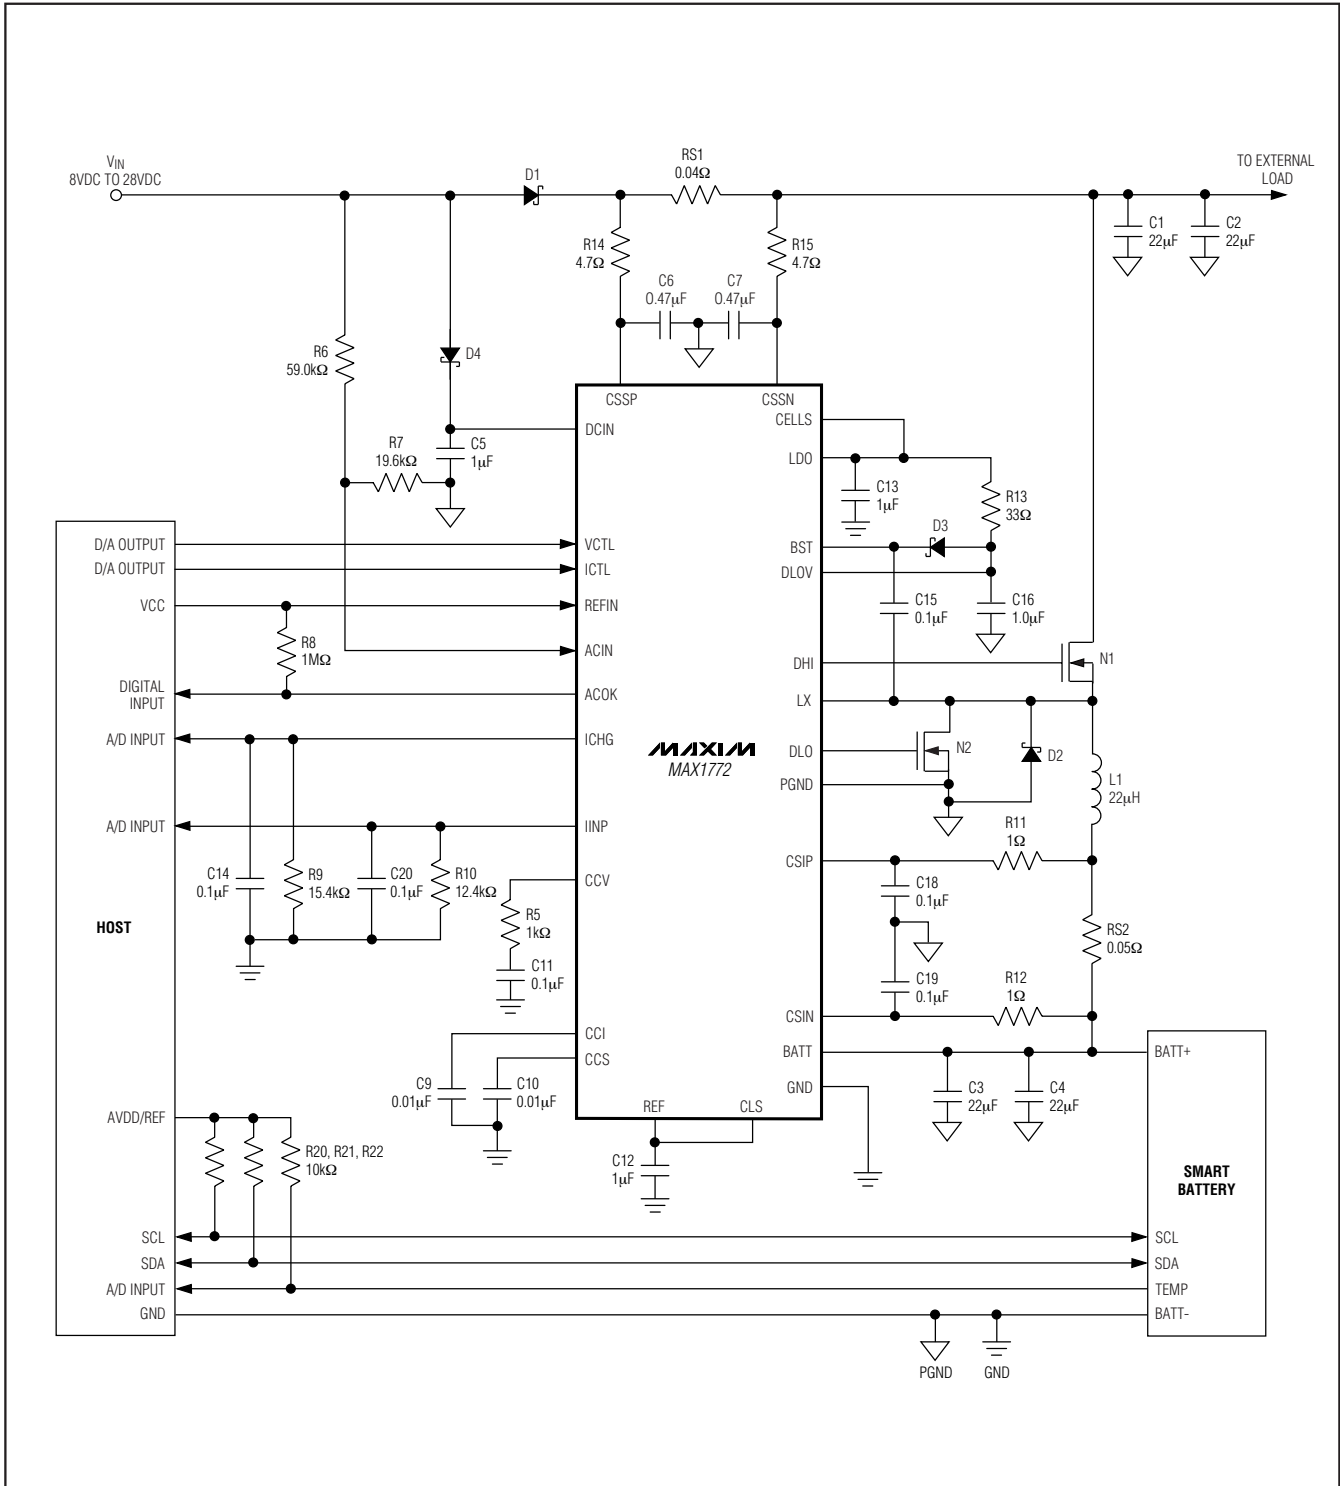 VIN
8VDC TO 28VDC
D1
RS1
0.04Ω
TO EXTERNAL
LOAD
C1
22µF
C2
22µF
R14
4.7Ω
R15
4.7Ω
C6
0.47µF
C7
0.47µF
R6
59.0kΩ
D4
CSSP
CSSN
CELLS
DCIN
R7
19.6kΩ
C5
1µF
LDO
C13
1µF
R13
33Ω
D3
BST
DLOV
C15
0.1µF
C16
1.0µF
D/A OUTPUT
VCTL
D/A OUTPUT
ICTL
VCC
REFIN
R8
1MΩ
ACIN
DHI
N1
DIGITAL
INPUT
ACOK
LX
A/D INPUT
ICHG
MAXIM
MAX1772
DLO
N2
D2
PGND
L1
22µH
A/D INPUT
IINP
R11
1Ω
CSIP
C14
0.1µF
R9
15.4kΩ
C20
0.1µF
R10
12.4kΩ
CCV
C18
0.1µF
R5
1kΩ
HOST
RS2
0.05Ω
C11
0.1µF
C19
0.1µF
R12
1Ω
CSIN
CCI
CCS
BATT
BATT+
C9
0.01µF
C10
0.01µF
GND
C3
22µF
C4
22µF
REF
CLS
AVDD/REF
R20, R21, R22
10kΩ
C12
1µF
SMART
BATTERY
SCL
SCL
SDA
SDA
A/D INPUT
TEMP
GND
BATT-
PGND
GND